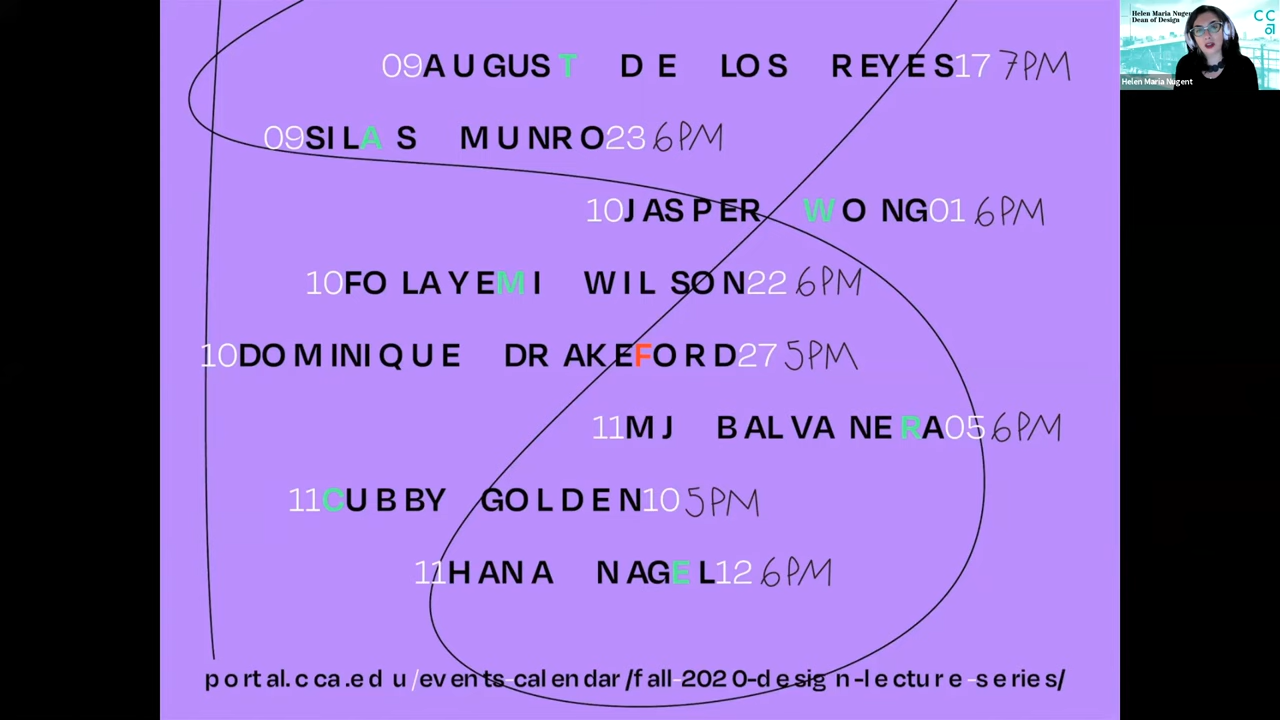 09AUGUST DE LOS REYES17 7PM
09SILAS MUNRO23 6PM
10JASPER WONG01 6PM
10FOLAYEMI WILSON22 6PM
10DOMINIQUE DRAKEFORD27 5PM
11MJ BALVANERA05 6PM
11CUBBY GOLDEN10 5PM
11HANA NAGEL12 6PM
portal.cca.edu/events-calendar/fall-2020-design-lecture-series/
Helen Maria Nugent
Dean of Design
CCA
Helen Maria Nugent